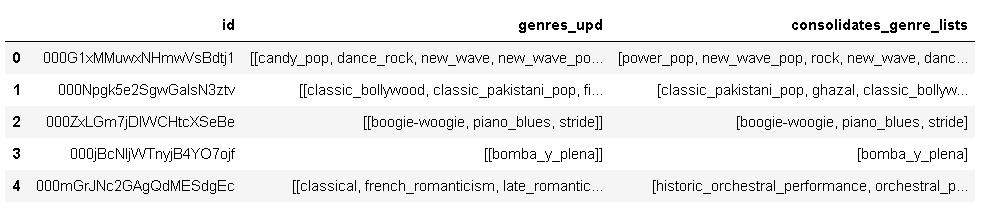 id genres_upd consolidates_genre_lists
0 000G1xMMuwxNHmwVsBdtj1 [[candy_pop, dance_rock, new_wave, new_wave_po... [power_pop, new_wave_pop, rock, new_wave, danc...
1 000Npgk5e2SgwGaIsN3ztv [[classic_bollywood, classic_pakistani_pop, fi... [classic_pakistani_pop, ghazal, classic_bollyw...
2 000ZxLGm7jDlWCHtcXSeBe [[boogie-woogie, piano_blues, stride]] [boogie-woogie, piano_blues, stride]
3 000jBcNljWTnyjB4YO7ojf [[bomba_y_plena]] [bomba_y_plena]
4 000mGrJNc2GAgQdMESdgEc [[classical, french_romanticism, late_romantic... [historic_orchestral_performance, orchestral_p...